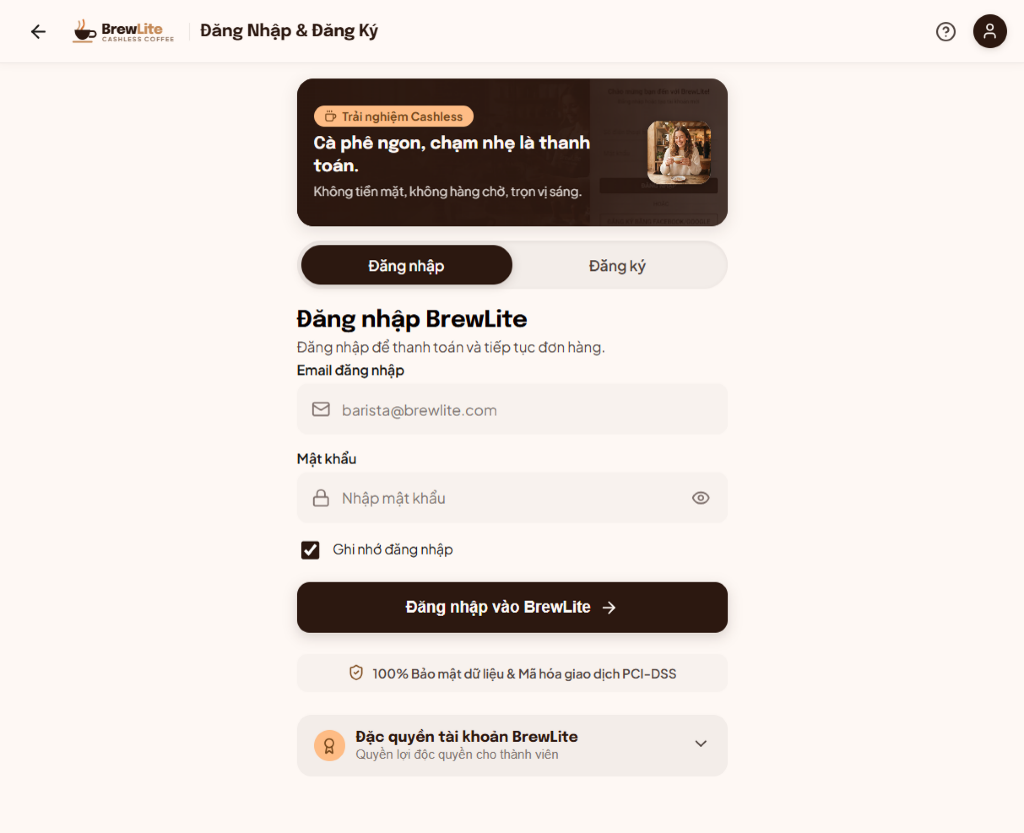 BrewLite
CASHLESS COFFEE
Đăng Nhập & Đăng Ký
Trải nghiệm Cashless
Cà phê ngon, chạm nhẹ là thanh
toán.
Không tiền mặt, không hàng chờ, trọn vị sáng.
Đăng nhập
Đăng ký
Đăng nhập BrewLite
Đăng nhập để thanh toán và tiếp tục đơn hàng.
Email đăng nhập
barista@brewlite.com
Mật khẩu
Nhập mật khẩu
Ghi nhớ đăng nhập
Đăng nhập vào BrewLite
100% Bảo mật dữ liệu & Mã hóa giao dịch PCI-DSS
Đặc quyền tài khoản BrewLite
Quyền lợi độc quyền cho thành viên